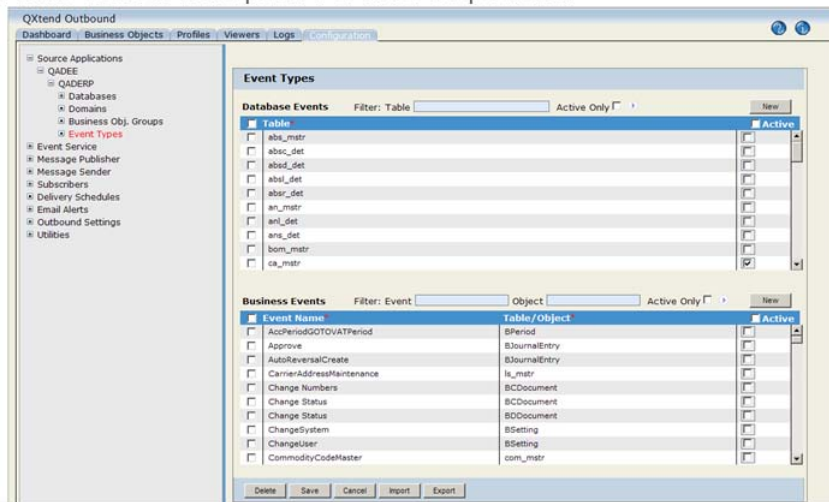 QXtend Outbound
Dashboard Business Objects Profiles Viewers Logs Configuration
Source Applications
QADEE
QADERP
Databases
Domains
Business Obj. Groups
Event Types
Event Service
Message Publisher
Message Sender
Subscribers
Delivery Schedules
Email Alerts
Outbound Settings
Utilities
Event Types
Database Events Filter: Table Active Only New
Table* Active
abs_mstr
absc_det
absd_det
absl_det
absr_det
an_mstr
anl_det
ans_det
bom_mstr
ca_mstr
Business Events Filter: Event Object Active Only New
Event Name* Table/Object* Active
AccPeriodGOTOVATPeriod BPeriod
Approve BJournalEntry
AutoReversalCreate BJournalEntry
CarrierAddressMaintenance ls_mstr
Change Numbers BCDocument
Change Status BCDocument
Change Status BDDocument
ChangeSystem BSetting
ChangeUser BSetting
CommodityCodeMaster com_mstr
Delete Save Cancel Import Export